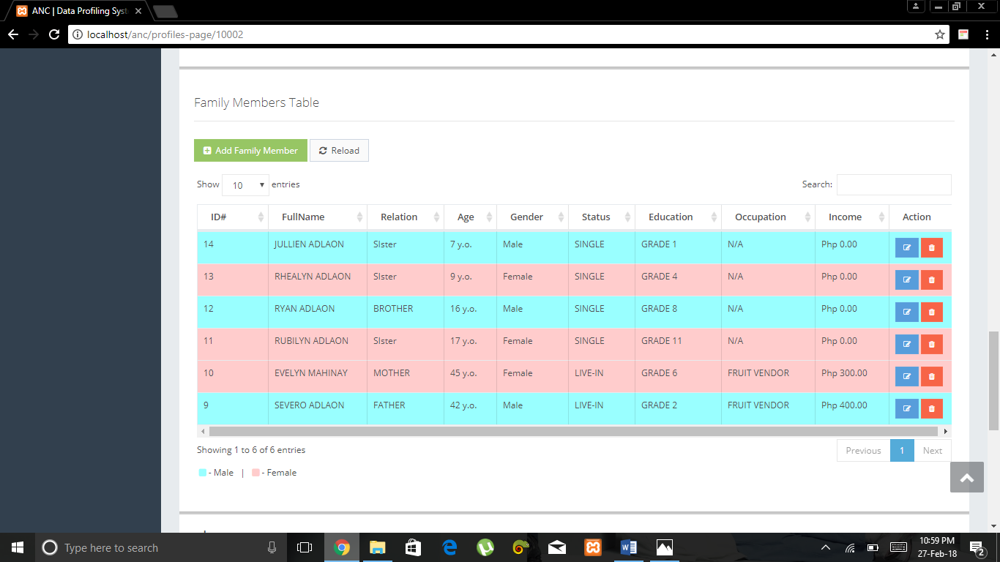 ANC | Data Profiling Syst
localhost/anc/profiles-page/10002
Family Members Table
Add Family Member Reload
Show 10 entries Search:
ID# FullName Relation Age Gender Status Education Occupation Income Action
14 JULLIEN ADLAON SIster 7 y.o. Male SINGLE GRADE 1 N/A Php 0.00
13 RHEALYN ADLAON SIster 9 y.o. Female SINGLE GRADE 4 N/A Php 0.00
12 RYAN ADLAON BROTHER 16 y.o. Male SINGLE GRADE 8 N/A Php 0.00
11 RUBILYN ADLAON SIster 17 y.o. Female SINGLE GRADE 11 N/A Php 0.00
10 EVELYN MAHINAY MOTHER 45 y.o. Female LIVE-IN GRADE 6 FRUIT VENDOR Php 300.00
9 SEVERO ADLAON FATHER 42 y.o. Male LIVE-IN GRADE 2 FRUIT VENDOR Php 400.00
Showing 1 to 6 of 6 entries Previous 1 Next
- Male | - Female
Type here to search
10:59 PM
27-Feb-18
2